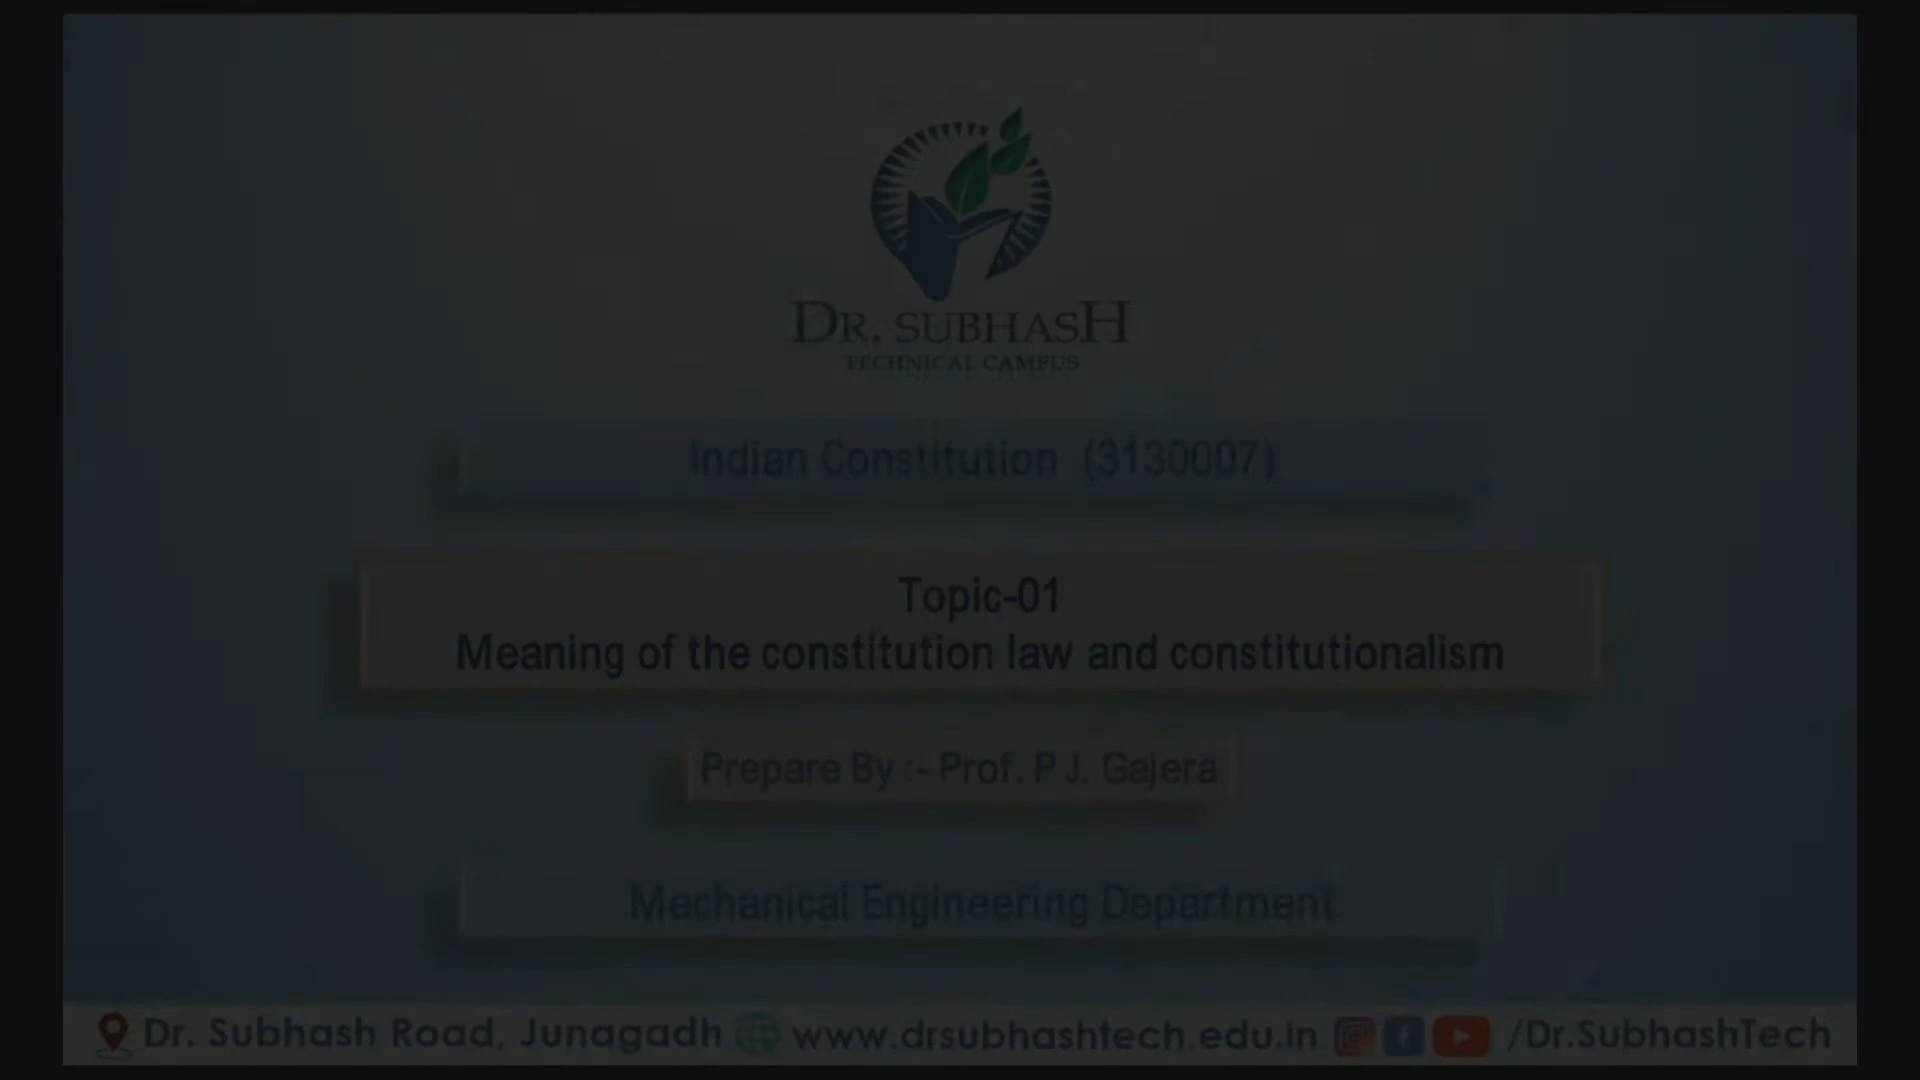 DR. SUBHASH
TECHNICAL CAMPUS
Indian Constitution (3130007)
Topic-01
Meaning of the constitution law and constitutionalism
Prepare By :- Prof. P J. Gajera
Mechanical Engineering Department
Dr. Subhash Road, Junagadh www.drsubhashtech.edu.in /Dr.SubhashTech